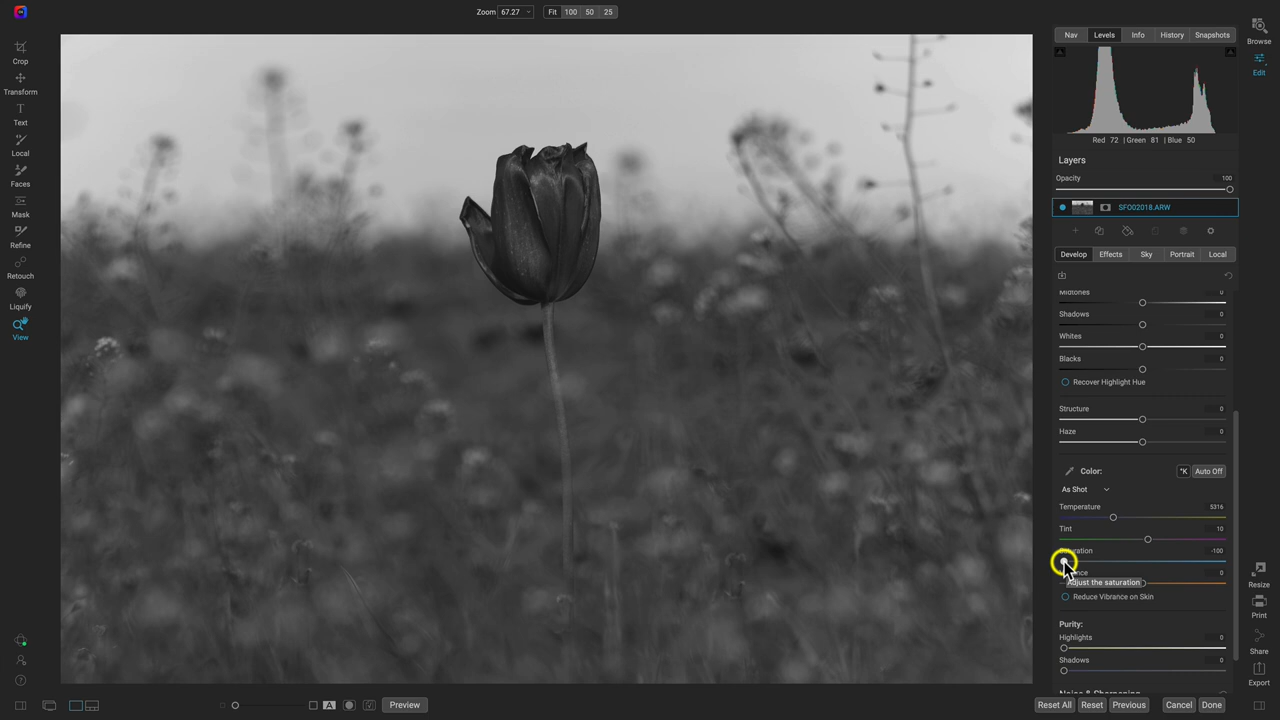 Zoom 67.27 Fit 100 50 25
Crop
Transform
Text
Local
Faces
Mask
Refine
Retouch
Liquify
View
Nav Levels Info History Snapshots
Red 72 | Green 81 | Blue 50
Layers
Opacity 100
SFO02018.ARW
Develop Effects Sky Portrait Local
Midtones 0
Shadows 0
Whites 0
Blacks 0
Recover Highlight Hue
Structure 0
Haze 0
Color: °K Auto Off
As Shot
Temperature 5316
Tint 10
Saturation -100
0
Adjust the saturation
Reduce Vibrance on Skin
Purity:
Highlights 0
Shadows 0
Noise & Sharpening
Browse
Edit
Resize
Print
Share
Export
A Preview
Reset All Reset Previous Cancel Done